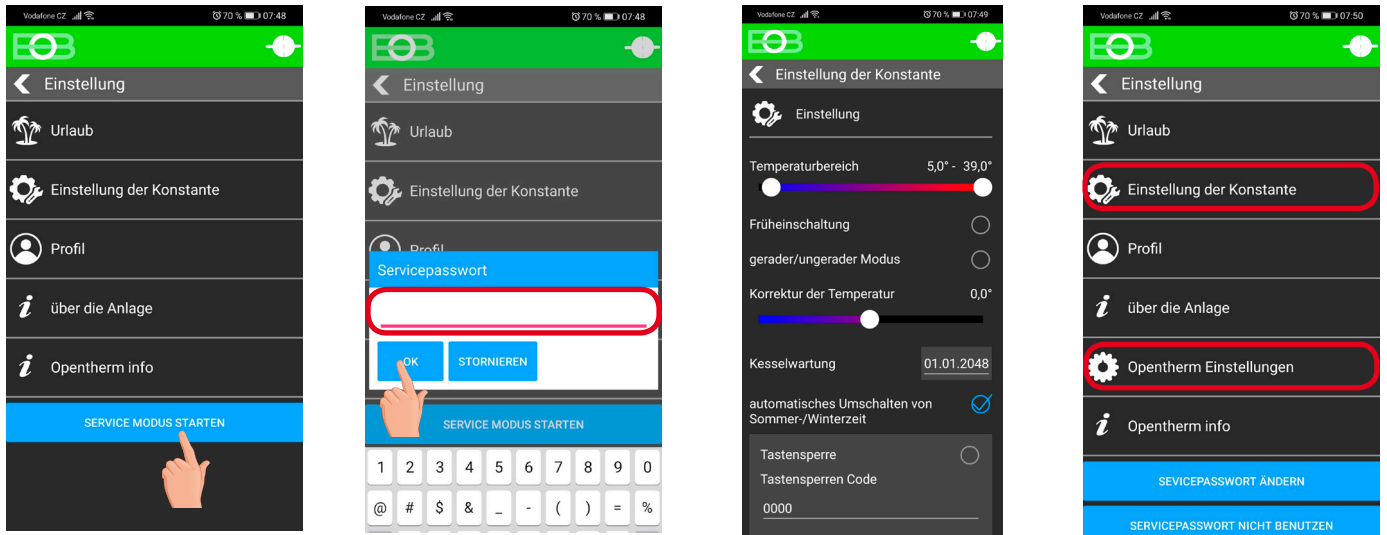 Vodafone CZ 70 % 07:48
EOB
Einstellung
Urlaub
Einstellung der Konstante
Profil
über die Anlage
Opentherm info
SERVICE MODUS STARTEN
Vodafone CZ 70 % 07:48
EOB
Einstellung
Urlaub
Einstellung der Konstante
Profil
Servicepasswort
OK STORNIEREN
SERVICE MODUS STARTEN
1 2 3 4 5 6 7 8 9 0
@ # $ & _ - ( ) = %
Vodafone CZ 70 % 07:49
EOB
Einstellung der Konstante
Einstellung
Temperaturbereich 5,0° - 39,0°
Früheinschaltung
gerader/ungerader Modus
Korrektur der Temperatur 0,0°
Kesselwartung 01.01.2048
automatisches Umschalten von
Sommer-/Winterzeit
Tastensperre
Tastensperren Code
0000
Vodafone CZ 70 % 07:50
EOB
Einstellung
Urlaub
Einstellung der Konstante
Profil
über die Anlage
Opentherm Einstellungen
Opentherm info
SEVICEPASSWORT ÄNDERN
SERVICEPASSWORT NICHT BENUTZEN